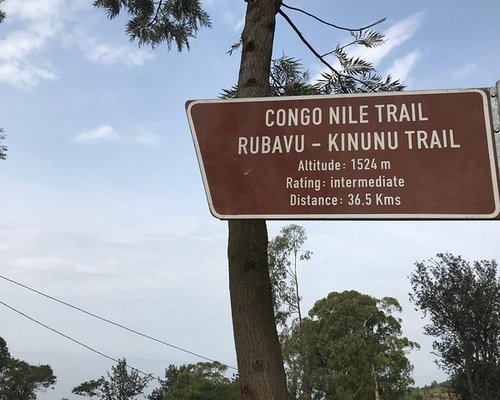 CONGO NILE TRAIL
RUBAVU - KINUNU TRAIL
Altitude: 1524 m
Rating: intermediate
Distance: 36.5 Kms